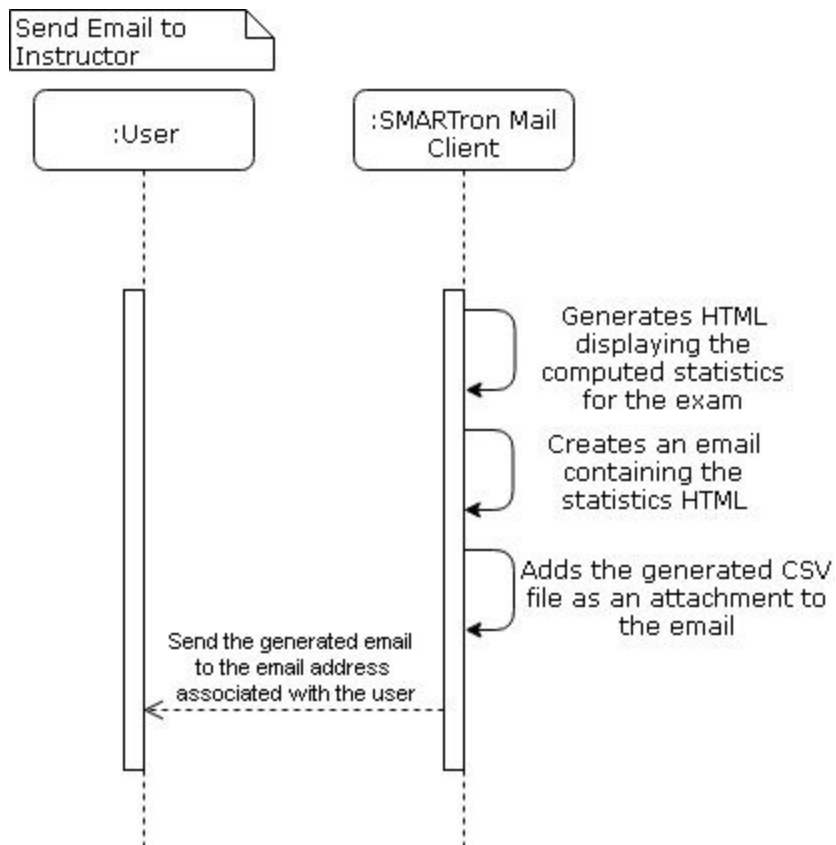 Send Email to
Instructor
:User
:SMARTron Mail
Client
Generates HTML
displaying the
computed statistics
for the exam
Creates an email
containing the
statistics HTML
Adds the generated CSV
file as an attachment to
the email
Send the generated email
to the email address
associated with the user